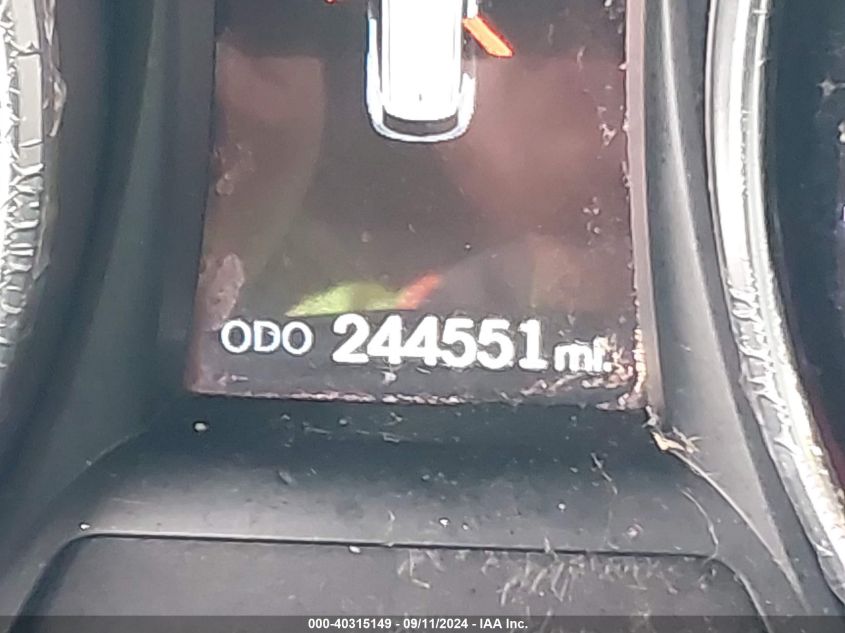 ODO 244551 mi.
000-40315149 - 09/11/2024 - IAA Inc.